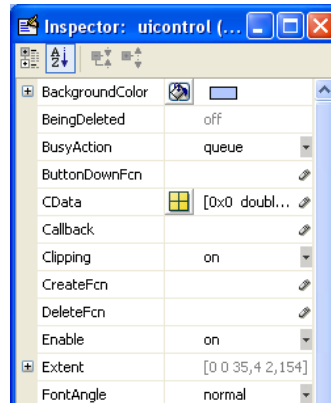 Inspector: uicontrol (...
BackgroundColor
BeingDeleted off
BusyAction queue
ButtonDownFcn
CData [0x0 doubl...
Callback
Clipping on
CreateFcn
DeleteFcn
Enable on
Extent [0 0 35,4 2,154]
FontAngle normal